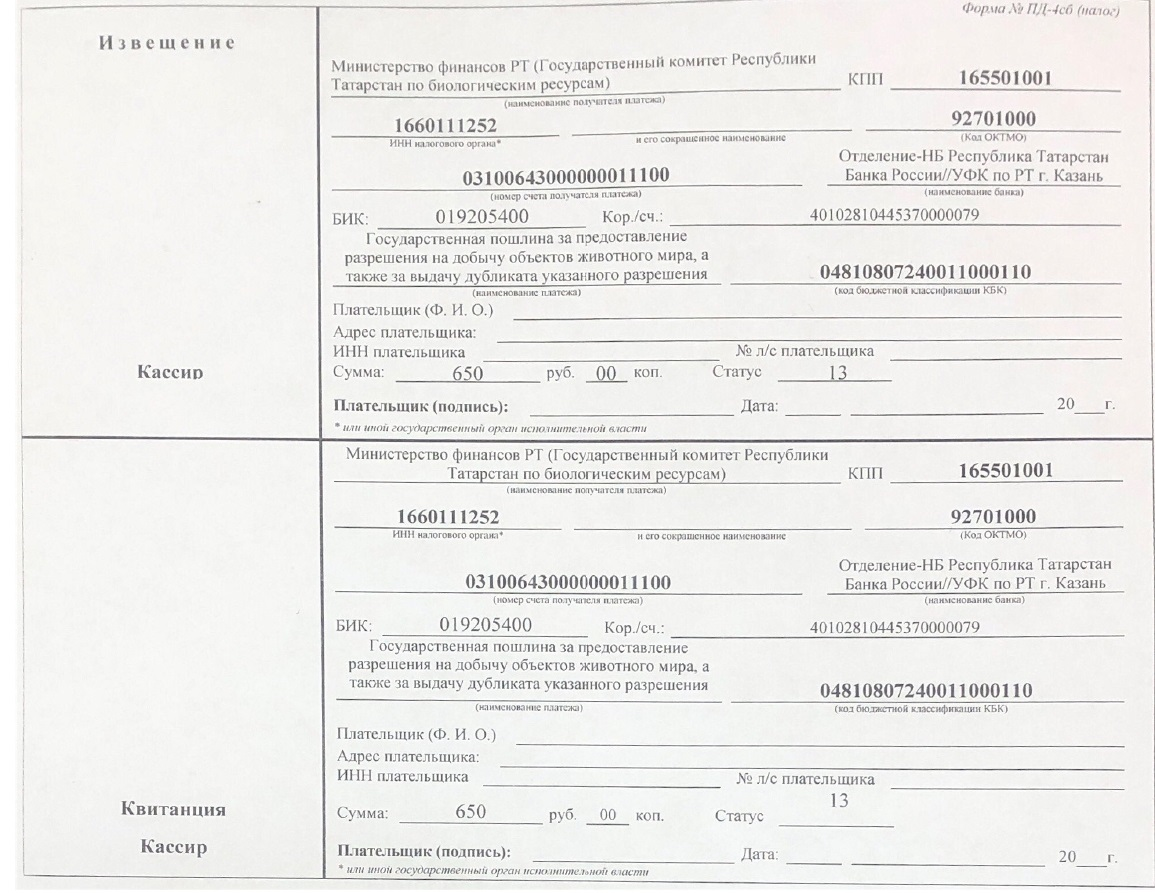 Форма № ПД-4сб (налог)
Извещение
Министерство финансов РТ (Государственный комитет Республики
Татарстан по биологическим ресурсам) КПП 165501001
(наименование получателя платежа)
1660111252 92701000
ИНН налогового органа* и его сокращенное наименование (Код ОКТМО)
Отделение-НБ Республика Татарстан
03100643000000011100 Банка России//УФК по РТ г. Казань
(номер счета получателя платежа) (наименование банка)
БИК: 019205400 Кор./сч.: 40102810445370000079
Государственная пошлина за предоставление
разрешения на добычу объектов животного мира, а
также за выдачу дубликата указанного разрешения 04810807240011000110
(наименование платежа) (код бюджетной классификации КБК)
Плательщик (Ф. И. О.)
Адрес плательщика:
ИНН плательщика № л/с плательщика
Кассир Сумма: 650 руб. 00 коп. Статус 13
Плательщик (подпись): Дата: 20___г.
* или иной государственный орган исполнительной власти
Министерство финансов РТ (Государственный комитет Республики
Татарстан по биологическим ресурсам) КПП 165501001
(наименование получателя платежа)
1660111252 92701000
ИНН налогового органа* и его сокращенное наименование (Код ОКТМО)
Отделение-НБ Республика Татарстан
03100643000000011100 Банка России//УФК по РТ г. Казань
(номер счета получателя платежа) (наименование банка)
БИК: 019205400 Кор./сч.: 40102810445370000079
Государственная пошлина за предоставление
разрешения на добычу объектов животного мира, а
также за выдачу дубликата указанного разрешения 04810807240011000110
(наименование платежа) (код бюджетной классификации КБК)
Плательщик (Ф. И. О.)
Адрес плательщика:
ИНН плательщика № л/с плательщика
Квитанция Сумма: 650 руб. 00 коп. Статус 13
Кассир Плательщик (подпись): Дата: 20___г.
* или иной государственный орган исполнительной власти